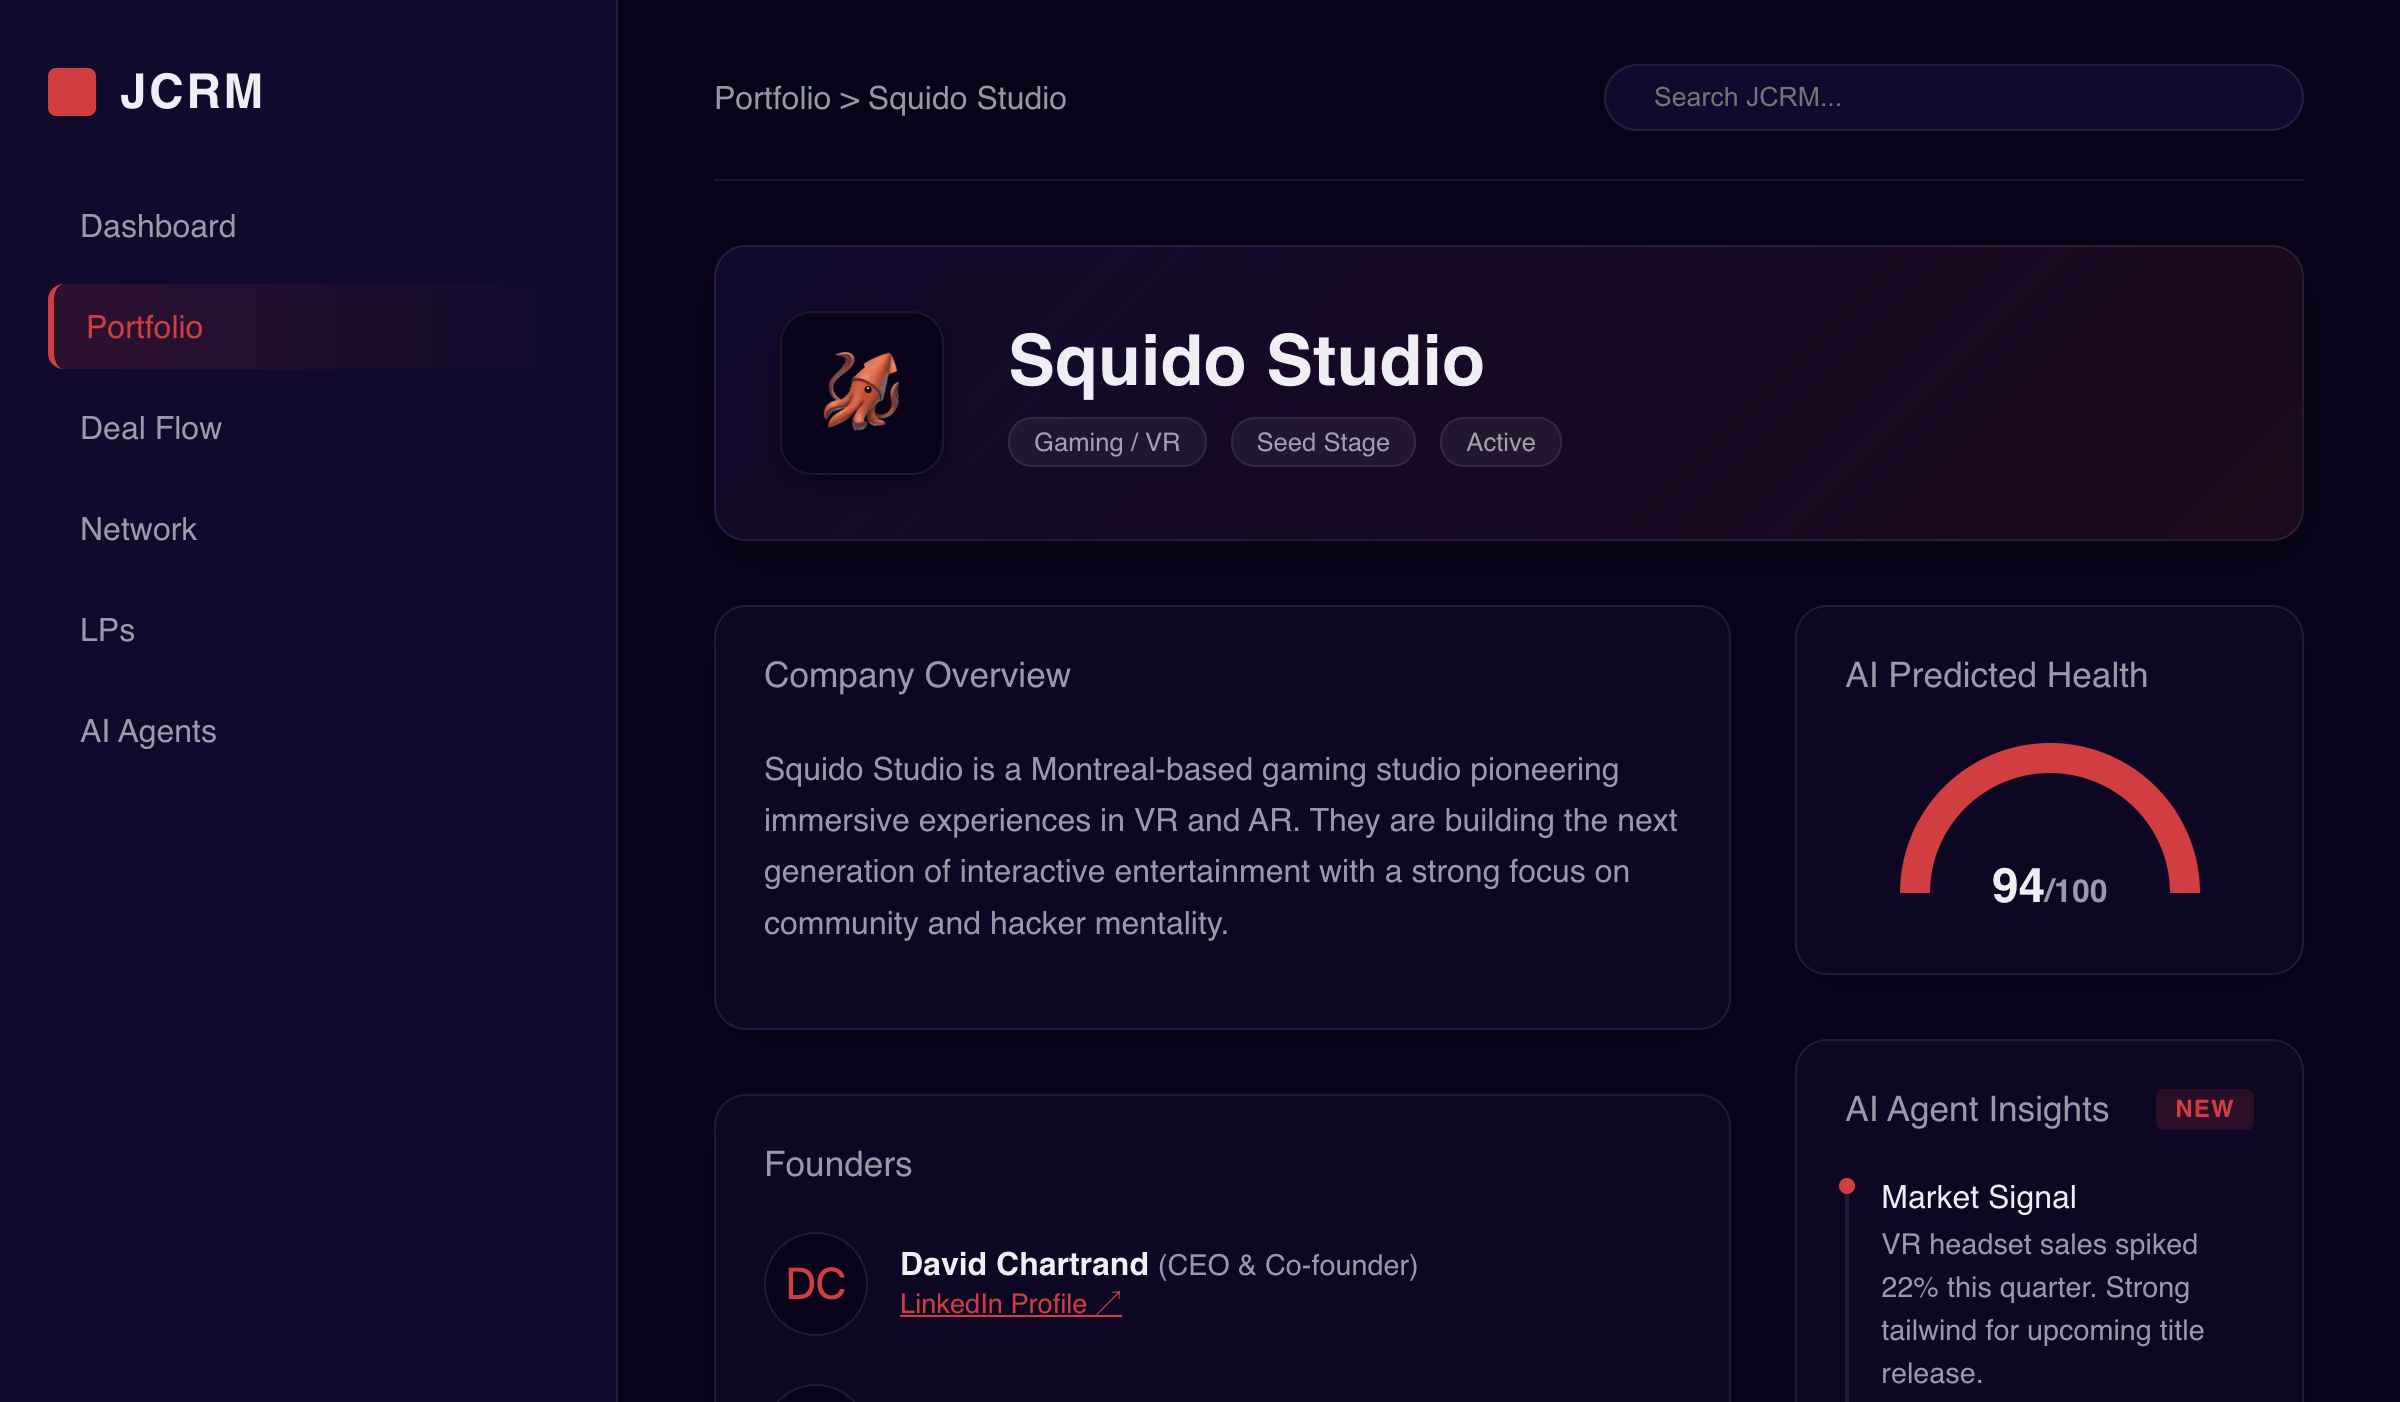 JCRM
Dashboard
Portfolio
Deal Flow
Network
LPs
AI Agents
Portfolio > Squido Studio
Search JCRM...
Squido Studio
Gaming / VR
Seed Stage
Active
Company Overview
Squido Studio is a Montreal-based gaming studio pioneering
immersive experiences in VR and AR. They are building the next
generation of interactive entertainment with a strong focus on
community and hacker mentality.
Founders
DC
David Chartrand (CEO & Co-founder)
LinkedIn Profile ↗
AI Predicted Health
94/100
AI Agent Insights
NEW
Market Signal
VR headset sales spiked
22% this quarter. Strong
tailwind for upcoming title
release.